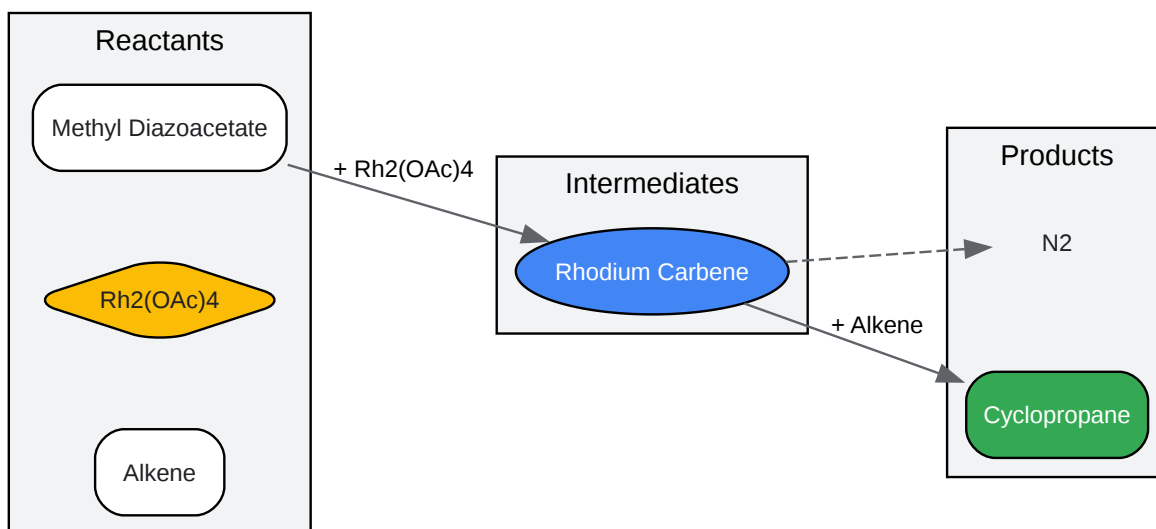 Reactants
Methyl Diazoacetate
Rh2(OAc)4
Alkene
+ Rh2(OAc)4
Intermediates
Rhodium Carbene
+ Alkene
Products
N2
Cyclopropane